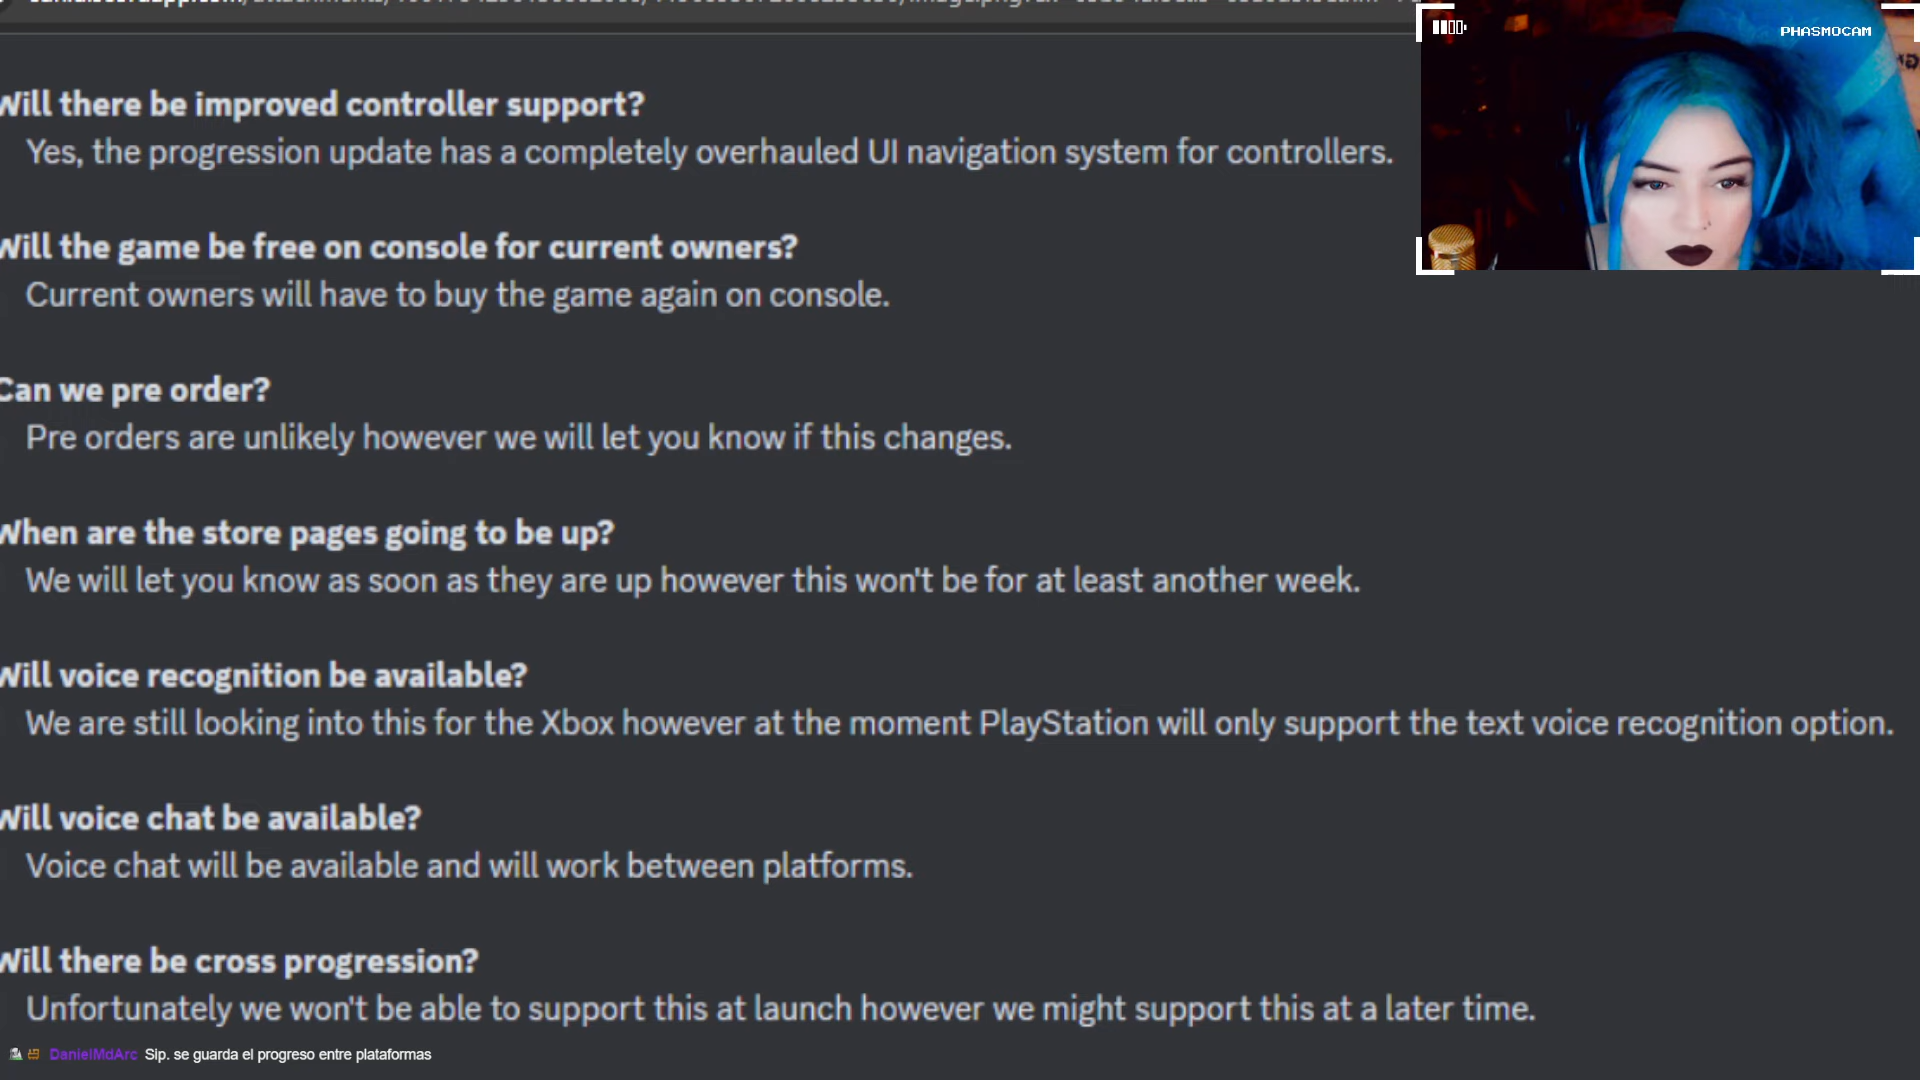 PHASMOCAM
Will there be improved controller support?
Yes, the progression update has a completely overhauled UI navigation system for controllers.
Will the game be free on console for current owners?
Current owners will have to buy the game again on console.
Can we pre order?
Pre orders are unlikely however we will let you know if this changes.
When are the store pages going to be up?
We will let you know as soon as they are up however this won't be for at least another week.
Will voice recognition be available?
We are still looking into this for the Xbox however at the moment PlayStation will only support the text voice recognition option.
Will voice chat be available?
Voice chat will be available and will work between platforms.
Will there be cross progression?
Unfortunately we won't be able to support this at launch however we might support this at a later time.
DanielMdArc Sip. se guarda el progreso entre plataformas